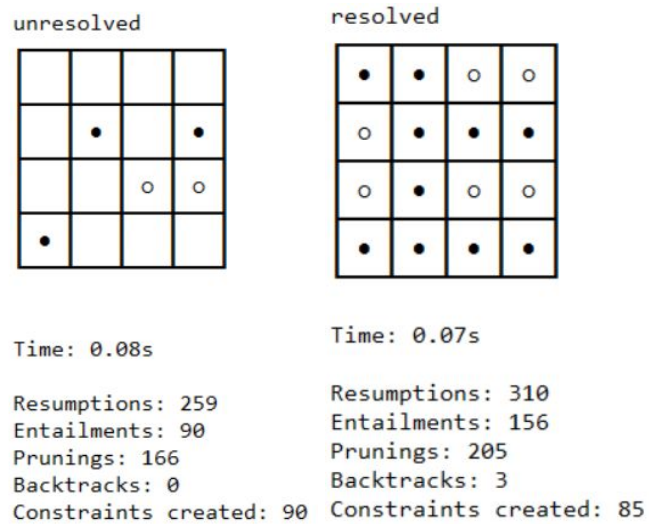 unresolved
Time: 0.08s
Resumptions: 259
Entailments: 90
Prunings: 166
Backtracks: 0
Constraints created: 90
resolved
Time: 0.07s
Resumptions: 310
Entailments: 156
Prunings: 205
Backtracks: 3
Constraints created: 85